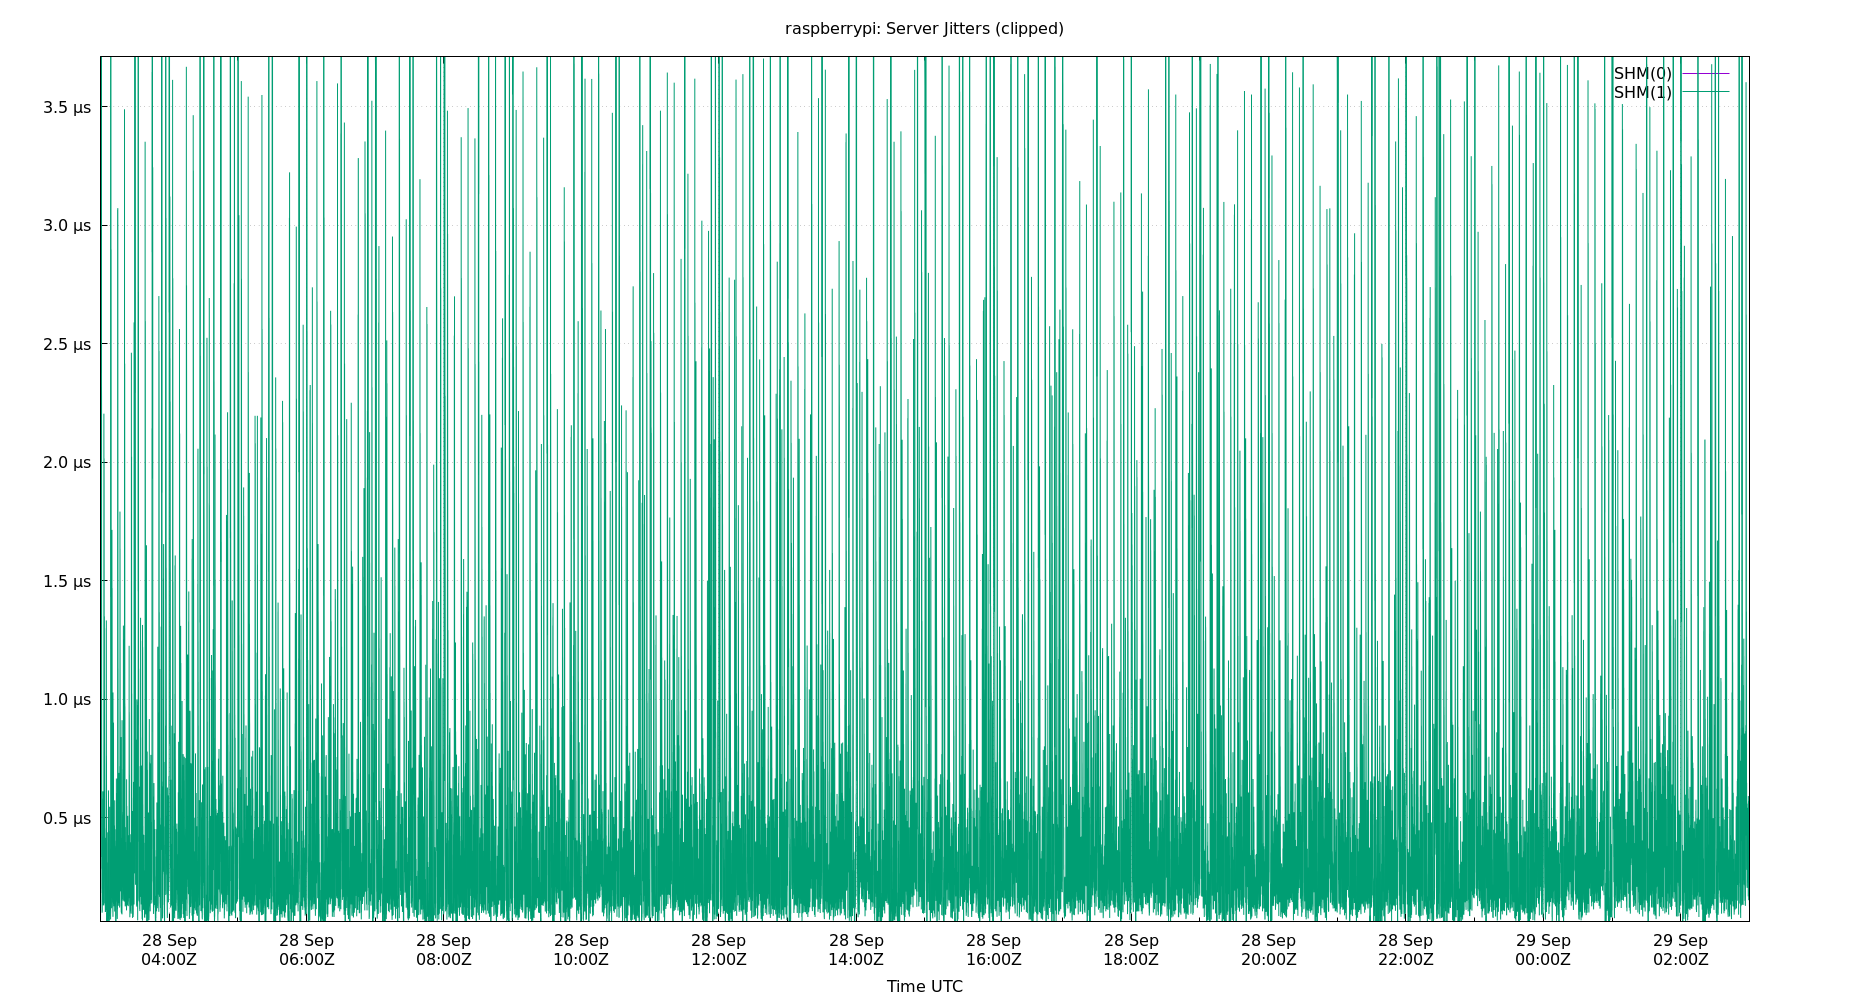 raspberrypi: Server Jitters (clipped)
SHM(0)
SHM(1)
3.5 µs
3.0 µs
2.5 µs
2.0 µs
1.5 µs
1.0 µs
0.5 µs
28 Sep 28 Sep 28 Sep 28 Sep 28 Sep 28 Sep 28 Sep 28 Sep 28 Sep 28 Sep 29 Sep 29 Sep
04:00Z 06:00Z 08:00Z 10:00Z 12:00Z 14:00Z 16:00Z 18:00Z 20:00Z 22:00Z 00:00Z 02:00Z
Time UTC